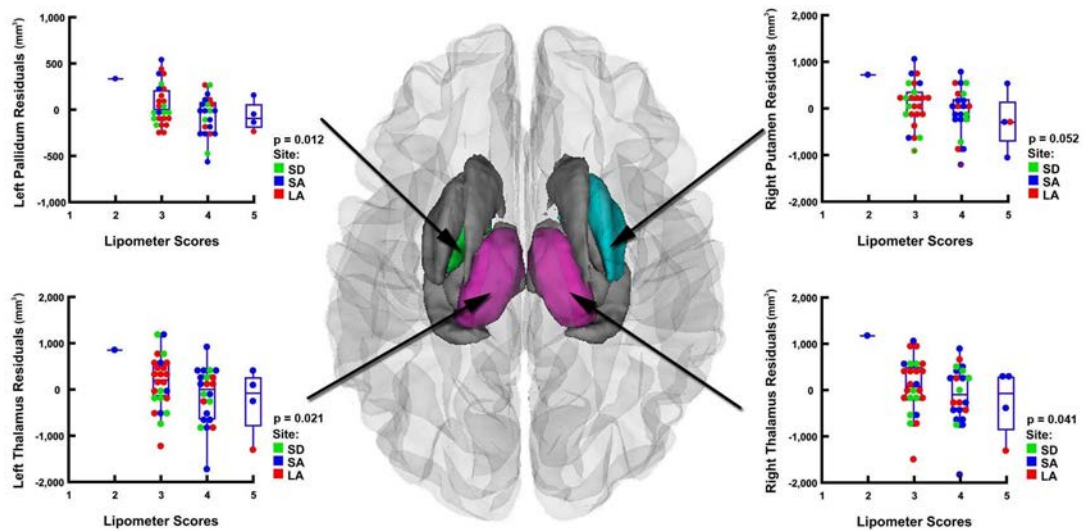 Left Pallidum Residuals (mm³)
1,000
500
0
-500
-1,000
1 2 3 4 5
Lipometer Scores
p = 0.012
Site:
SD
SA
LA
Right Putamen Residuals (mm³)
2,000
1,000
0
-1,000
-2,000
1 2 3 4 5
Lipometer Scores
p = 0.052
Site:
SD
SA
LA
Left Thalamus Residuals (mm³)
2,000
1,000
0
-1,000
-2,000
1 2 3 4 5
Lipometer Scores
p = 0.021
Site:
SD
SA
LA
Right Thalamus Residuals (mm³)
2,000
1,000
0
-1,000
-2,000
1 2 3 4 5
Lipometer Scores
p = 0.041
Site:
SD
SA
LA